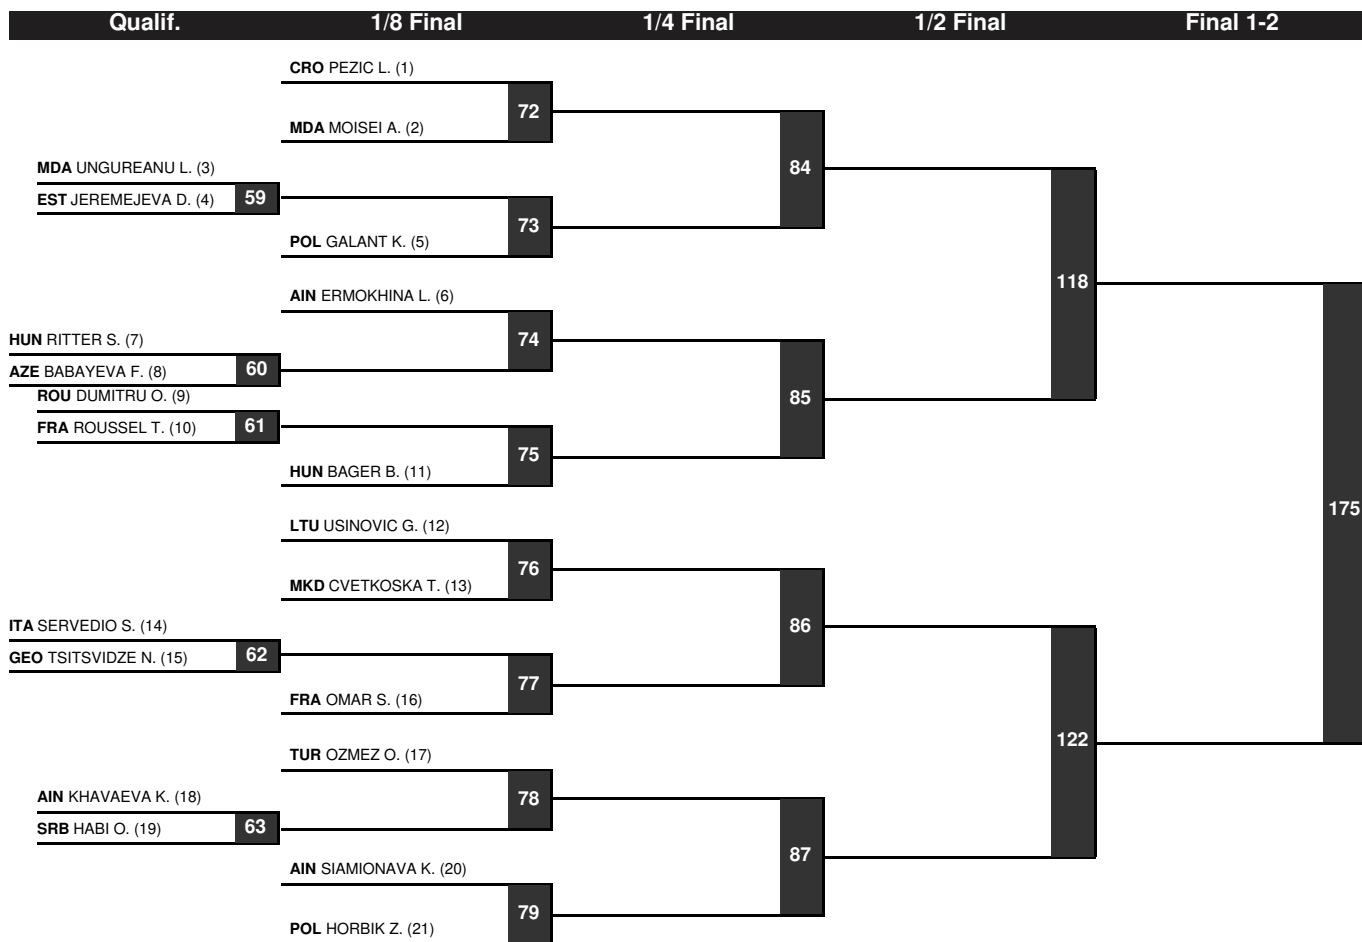 Qualif. 1/8 Final 1/4 Final 1/2 Final Final 1-2
CRO PEZIC L. (1)
72
MDA MOISEI A. (2)
MDA UNGUREANU L. (3)
84
EST JEREMEJEVA D. (4) 59
73
POL GALANT K. (5)
118
AIN ERMOKHINA L. (6)
HUN RITTER S. (7)
74
AZE BABAYEVA F. (8) 60
ROU DUMITRU O. (9)
85
FRA ROUSSEL T. (10) 61
75
HUN BAGER B. (11)
175
LTU USINOVIC G. (12)
76
MKD CVETKOSKA T. (13)
ITA SERVEDIO S. (14)
86
GEO TSITSVIDZE N. (15) 62
77
FRA OMAR S. (16)
122
TUR OZMEZ O. (17)
AIN KHAVAEVA K. (18)
78
SRB HABI O. (19) 63
87
AIN SIAMIONAVA K. (20)
79
POL HORBIK Z. (21)